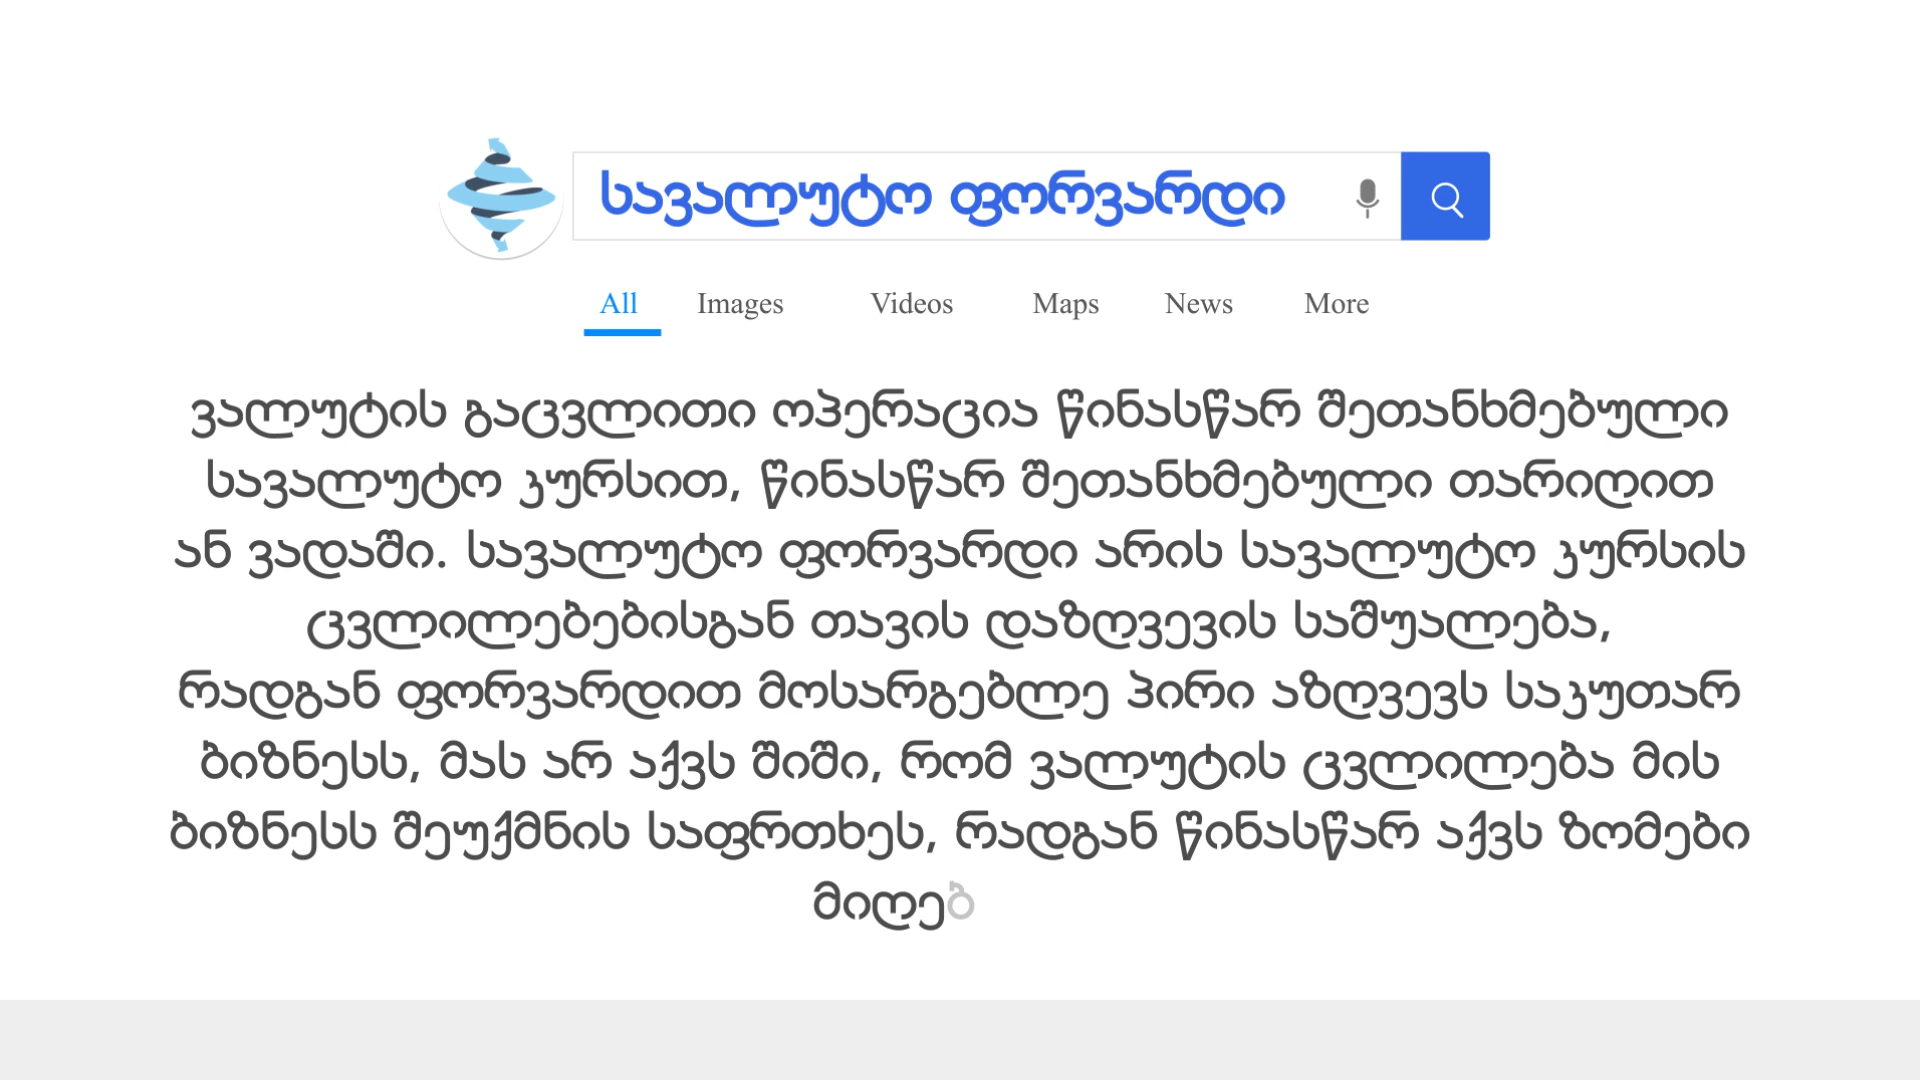 სავალუტო ფორვარდი
All Images Videos Maps News More
ვალუტის გაცვლითი ოპერაცია წინასწარ შეთანხმებული
სავალუტო კურსით, წინასწარ შეთანხმებული თარიღით
ან ვადაში. სავალუტო ფორვარდი არის სავალუტო კურსის
ცვლილებებისგან თავის დაზღვევის საშუალება,
რადგან ფორვარდით მოსარგებლე პირი აზღვევს საკუთარ
ბიზნესს, მას არ აქვს შიში, რომ ვალუტის ცვლილება მის
ბიზნესს შეუქმნის საფრთხეს, რადგან წინასწარ აქვს ზომები
მიღებ